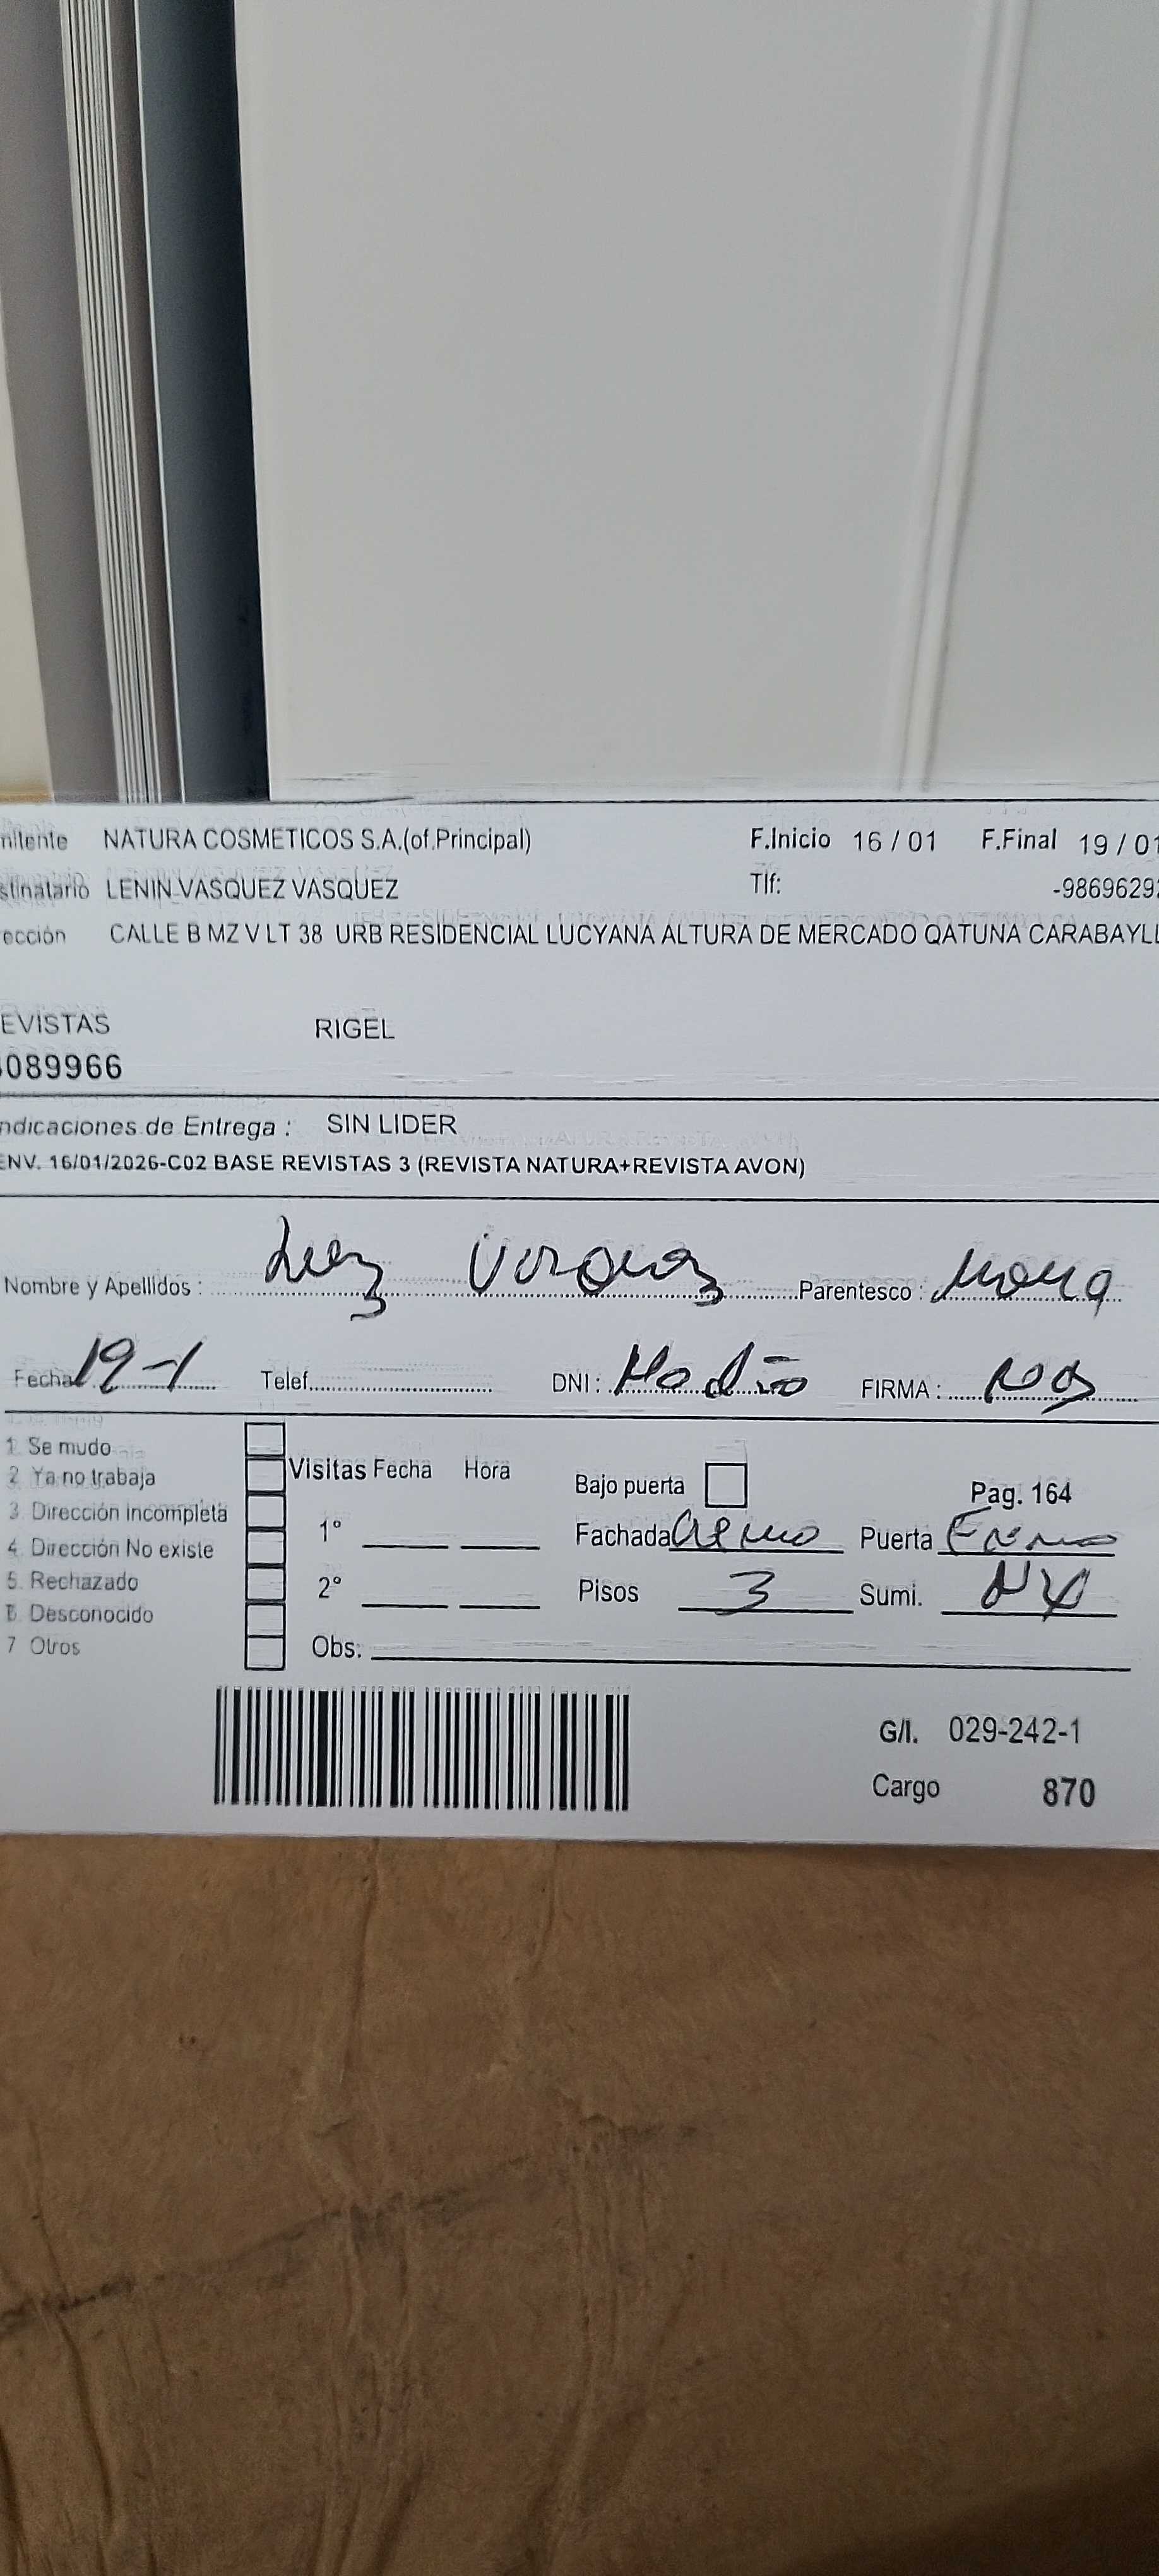 nitente NATURA COSMETICOS S.A.(of.Principal) F.Inicio 16 / 01 F.Final 19 / 01
stinatario LENIN VASQUEZ VASQUEZ Tlf: -9869629
ección CALLE B MZ V LT 38 URB RESIDENCIAL LUCYANA ALTURA DE MERCADO QATUNA CARABAYLL
EVISTAS RIGEL
089966
ndicaciones de Entrega : SIN LIDER
ENV. 16/01/2026-C02 BASE REVISTAS 3 (REVISTA NATURA+REVISTA AVON)
Nombre y Apellidos : Parentesco :
Fecha 19-1 Telef. DNI : FIRMA :
1 Se mudo
2 Ya no trabaja Visitas Fecha Hora Bajo puerta Pag. 164
3 Dirección incompleta
4. Dirección No existe 1° Fachada Puerta
5. Rechazado 2° Pisos 3 Sumi.
6. Desconocido
7 Otros Obs:
G/I. 029-242-1
Cargo 870